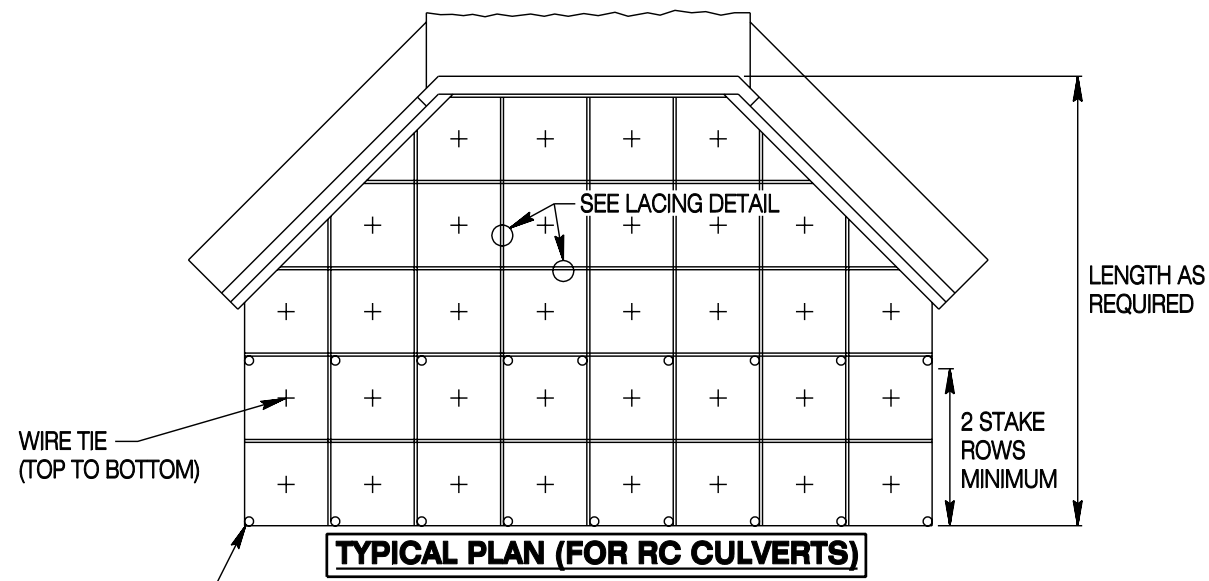 SEE LACING DETAIL
LENGTH AS
REQUIRED
WIRE TIE
(TOP TO BOTTOM)
2 STAKE
ROWS
MINIMUM
TYPICAL PLAN (FOR RC CULVERTS)